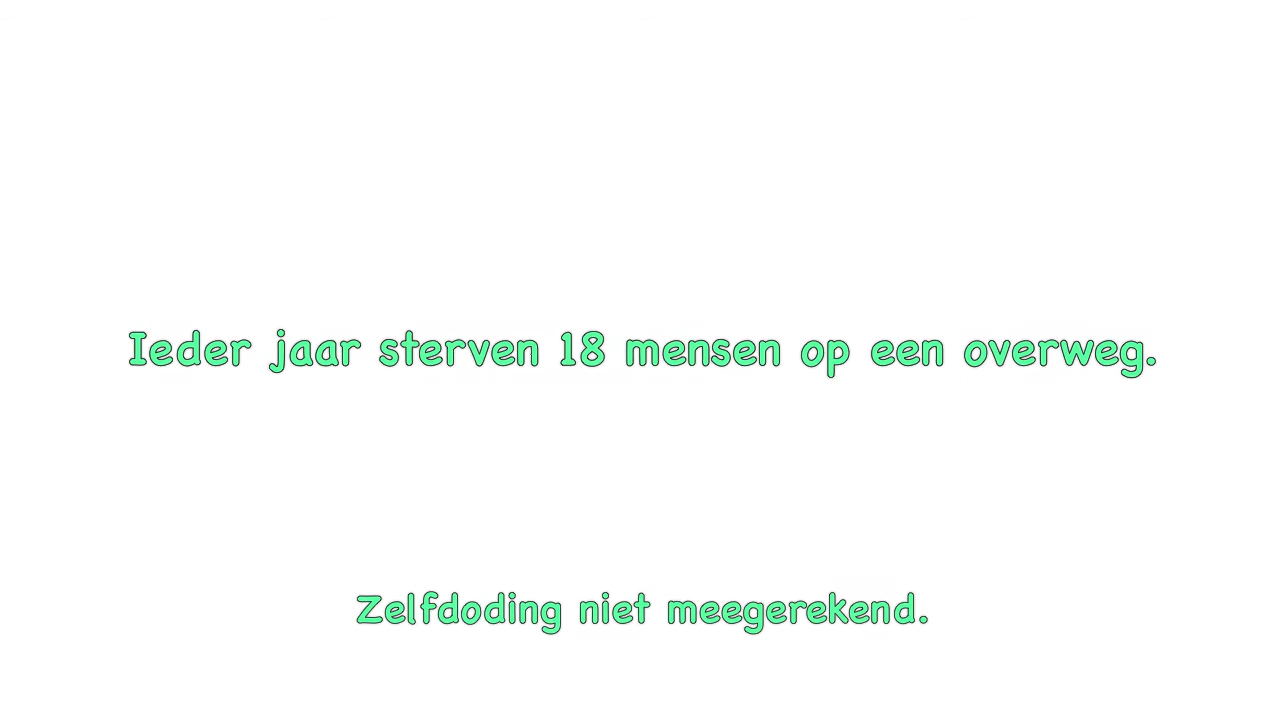 Ieder jaar sterven 18 mensen op een overweg.
Zelfdoding niet meegerekend.